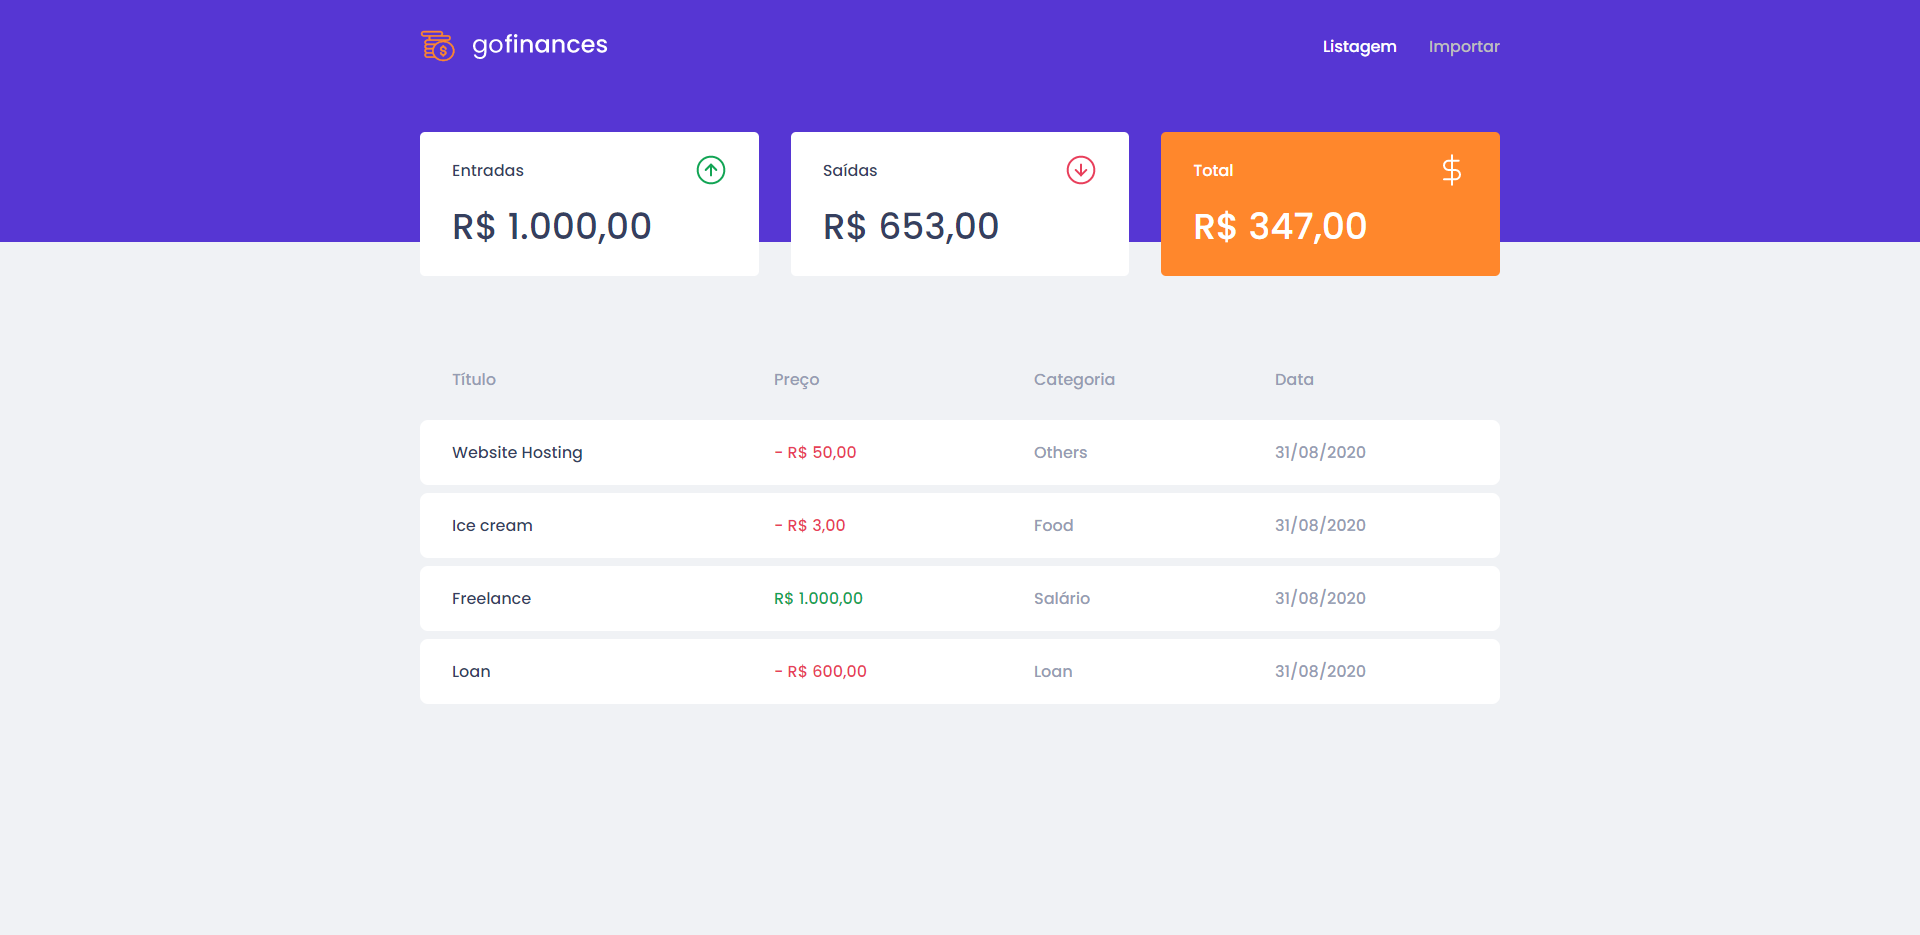 gofinances
Listagem Importar
Entradas
R$ 1.000,00
Saídas
R$ 653,00
Total
$
R$ 347,00
Título Preço Categoria Data
Website Hosting - R$ 50,00 Others 31/08/2020
Ice cream - R$ 3,00 Food 31/08/2020
Freelance R$ 1.000,00 Salário 31/08/2020
Loan - R$ 600,00 Loan 31/08/2020